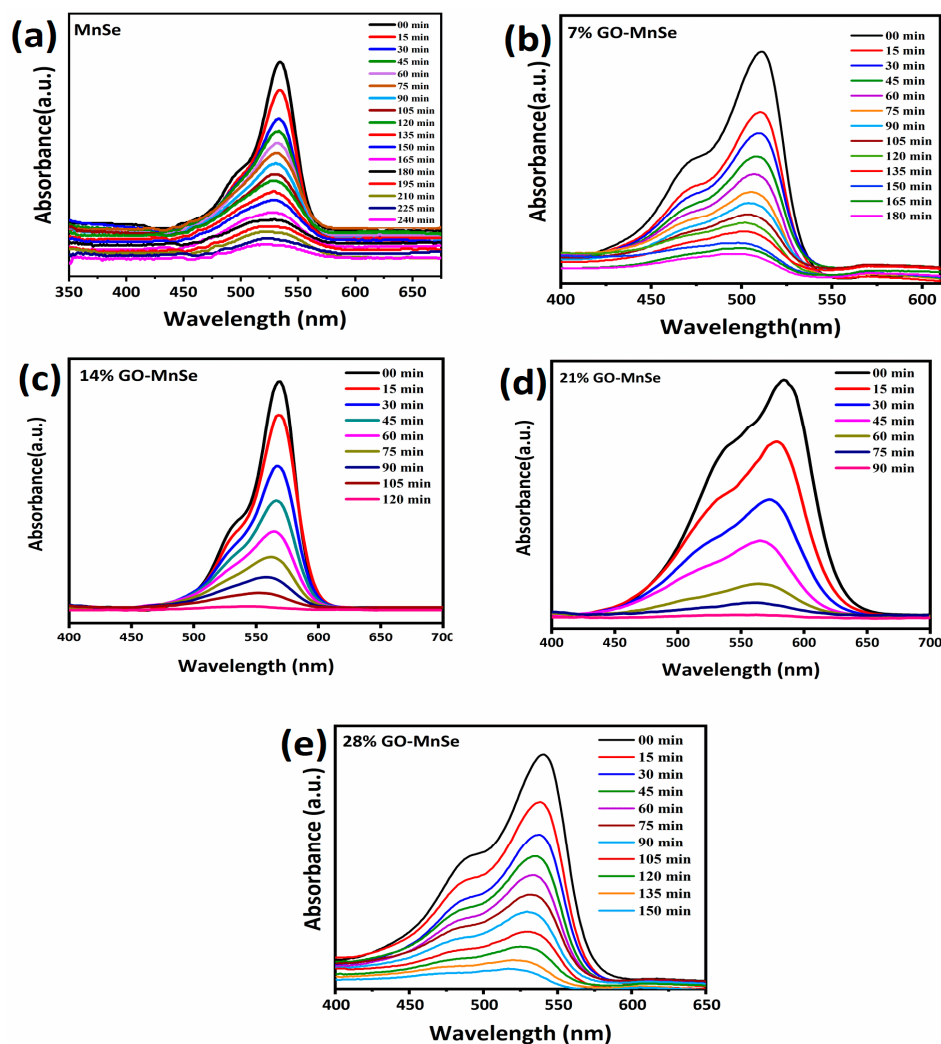 (a)
MnSe
00 min
15 min
30 min
45 min
60 min
75 min
90 min
105 min
120 min
135 min
150 min
165 min
180 min
195 min
210 min
225 min
240 min
Absorbance(a.u.)
350 400 450 500 550 600 650
Wavelength (nm)
(b)
7% GO-MnSe
00 min
15 min
30 min
45 min
60 min
75 min
90 min
105 min
120 min
135 min
150 min
165 min
180 min
Absorbance(a.u.)
400 450 500 550 600
Wavelength(nm)
(c)
14% GO-MnSe
00 min
15 min
30 min
45 min
60 min
75 min
90 min
105 min
120 min
Absorbance(a.u.)
400 500 550 600 700
Wavelength (nm)
(d)
21% GO-MnSe
00 min
15 min
30 min
45 min
60 min
75 min
90 min
Absorbance(a.u.)
400 450 500 550 600 650 700
Wavelength (nm)
(e)
28% GO-MnSe
00 min
15 min
30 min
45 min
60 min
75 min
90 min
105 min
120 min
135 min
150 min
Absorbance (a.u.)
400 450 500 550 600 650
Wavelength (nm)